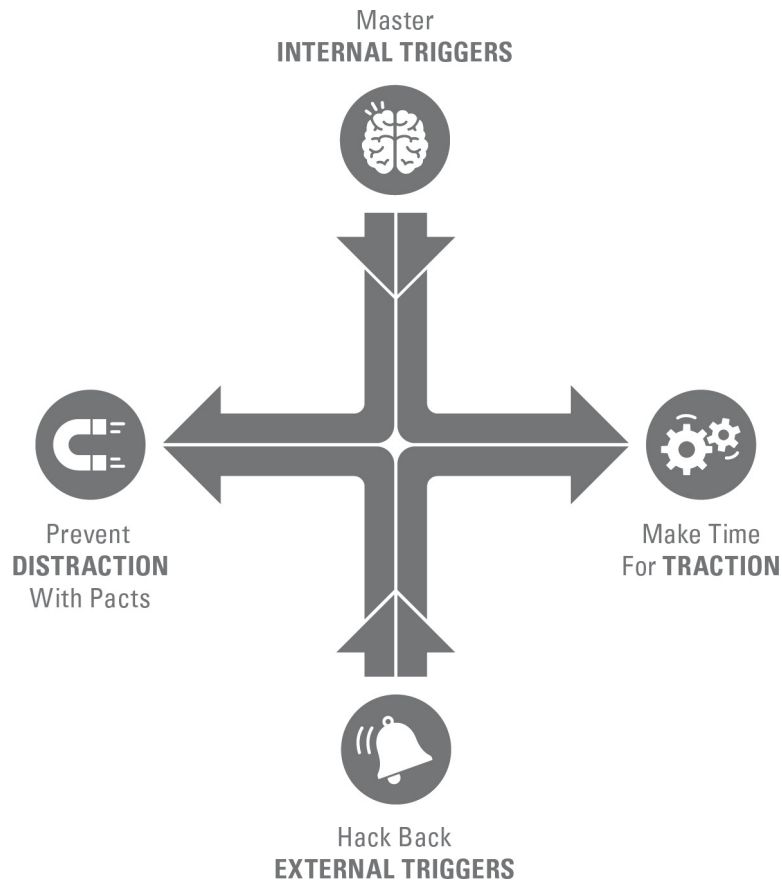 Master
INTERNAL TRIGGERS
Prevent
DISTRACTION
With Pacts
Make Time
For TRACTION
Hack Back
EXTERNAL TRIGGERS